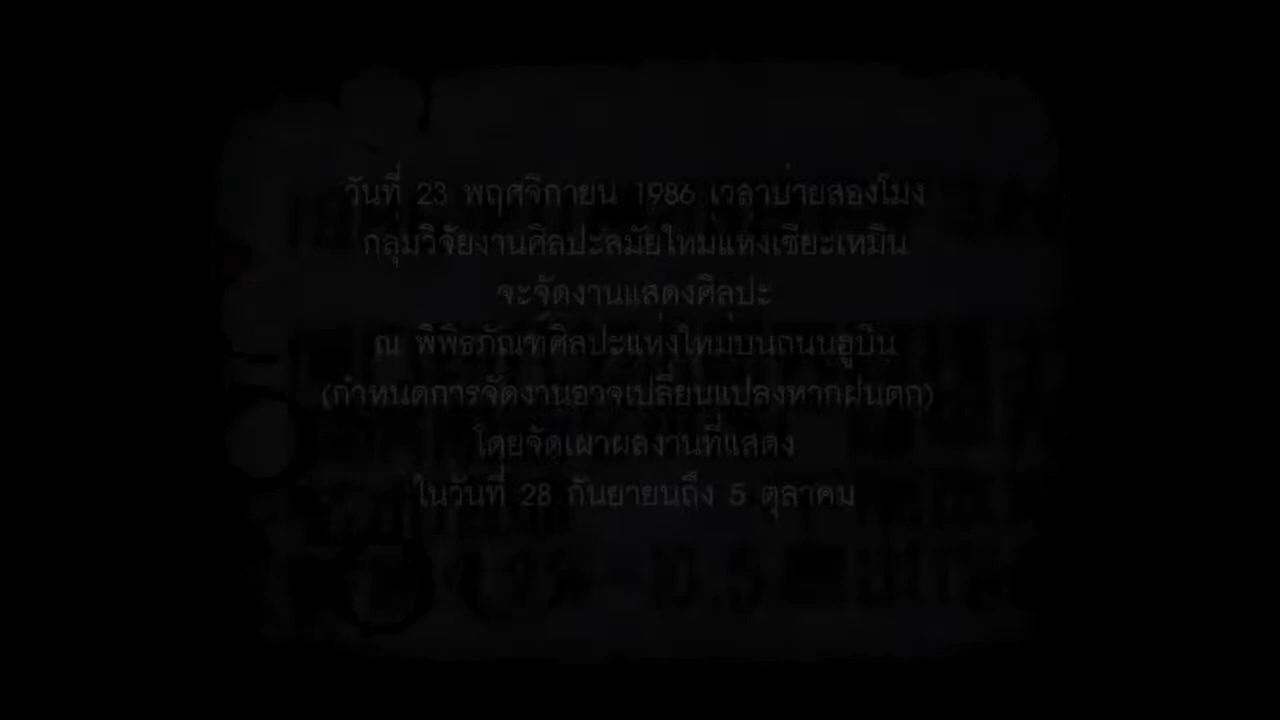 วันที่ 23 พฤศจิกายน 1986 เวลาบ่ายสองโมง
กลุ่มวิจัยงานศิลปะสมัยใหม่แห่งเซียะเหมิน
จะจัดงานแสดงศิลปะ
ณ พิพิธภัณฑ์ศิลปะแห่งใหม่บนถนนฮูบิน
(กำหนดการจัดงานอาจเปลี่ยนแปลงหากฝนตก)
โดยจัดเผาผลงานที่แสดง
ในวันที่ 28 กันยายนถึง 5 ตุลาคม